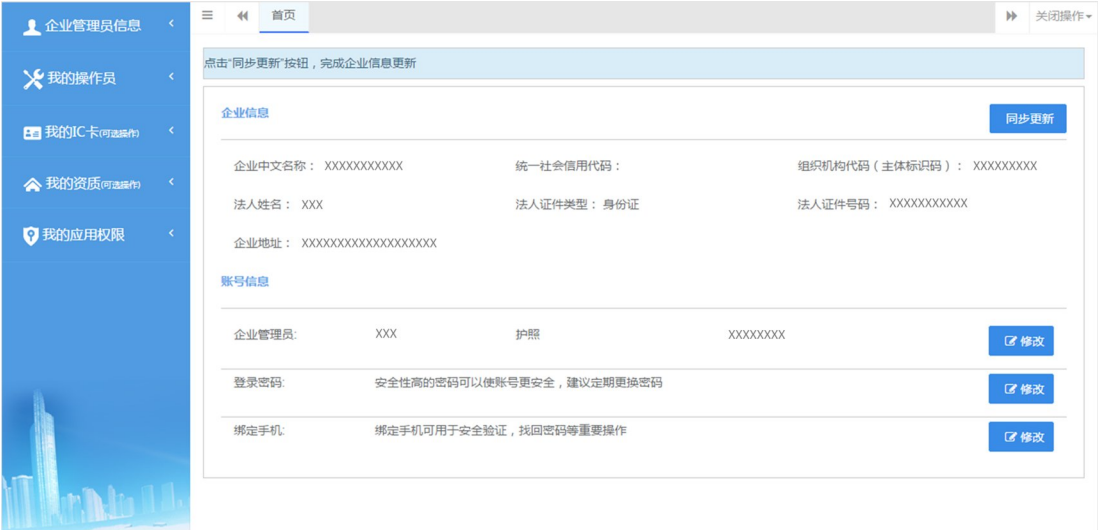 企业管理员信息
我的操作员
我的IC卡(可选操作)
我的资质(可选操作)
我的应用权限
首页
关闭操作
点击“同步更新”按钮，完成企业信息更新
企业信息
同步更新
企业中文名称： XXXXXXXXXXX 统一社会信用代码： 组织机构代码（主体标识码）： XXXXXXXXX
法人姓名： XXX 法人证件类型： 身份证 法人证件号码： XXXXXXXXXXX
企业地址： XXXXXXXXXXXXXXXXXXX
账号信息
企业管理员: XXX 护照 XXXXXXXX 修改
登录密码: 安全性高的密码可以使账号更安全，建议定期更换密码 修改
绑定手机: 绑定手机可用于安全验证，找回密码等重要操作 修改